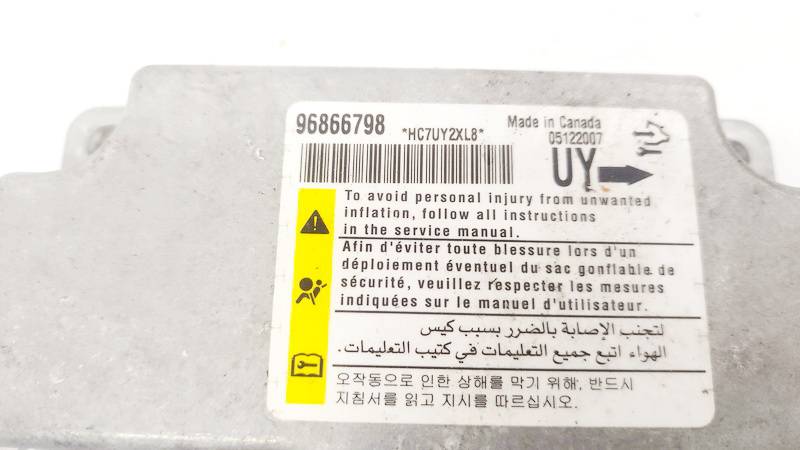 96866798 *HC7UY2XL8* Made in Canada
05122007
UY
To avoid personal injury from unwanted
inflation, follow all instructions
in the service manual.
Afin d'éviter toute blessure lors d'un
déploiement éventuel du sac gonflable de
sécurité, veuillez respecter les mesures
indiquées sur le manuel d'utilisateur.
لتجنب الإصابة بالضرر بسبب كيس
الهواء اتبع جميع التعليمات في كتيب التعليمات.
오작동으로 인한 상해를 막기 위해, 반드시
지침서를 읽고 지시를 따르십시오.